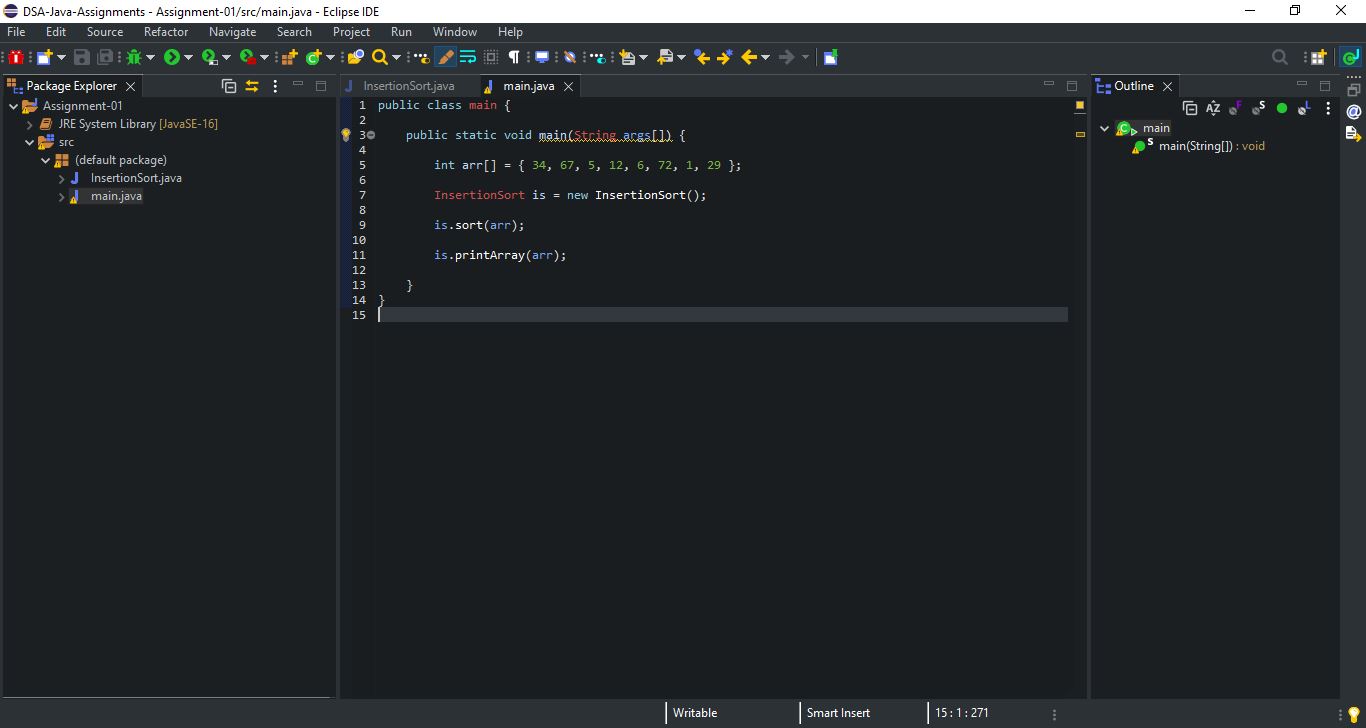 DSA-Java-Assignments - Assignment-01/src/main.java - Eclipse IDE
File Edit Source Refactor Navigate Search Project Run Window Help
Package Explorer
Assignment-01
JRE System Library [JavaSE-16]
src
(default package)
InsertionSort.java
main.java
InsertionSort.java main.java
1 public class main {
2
3 public static void main(String args[]) {
4
5 int arr[] = { 34, 67, 5, 12, 6, 72, 1, 29 };
6
7 InsertionSort is = new InsertionSort();
8
9 is.sort(arr);
10
11 is.printArray(arr);
12
13 }
14 }
15
Outline
main
main(String[]) : void
Writable Smart Insert 15 : 1 : 271